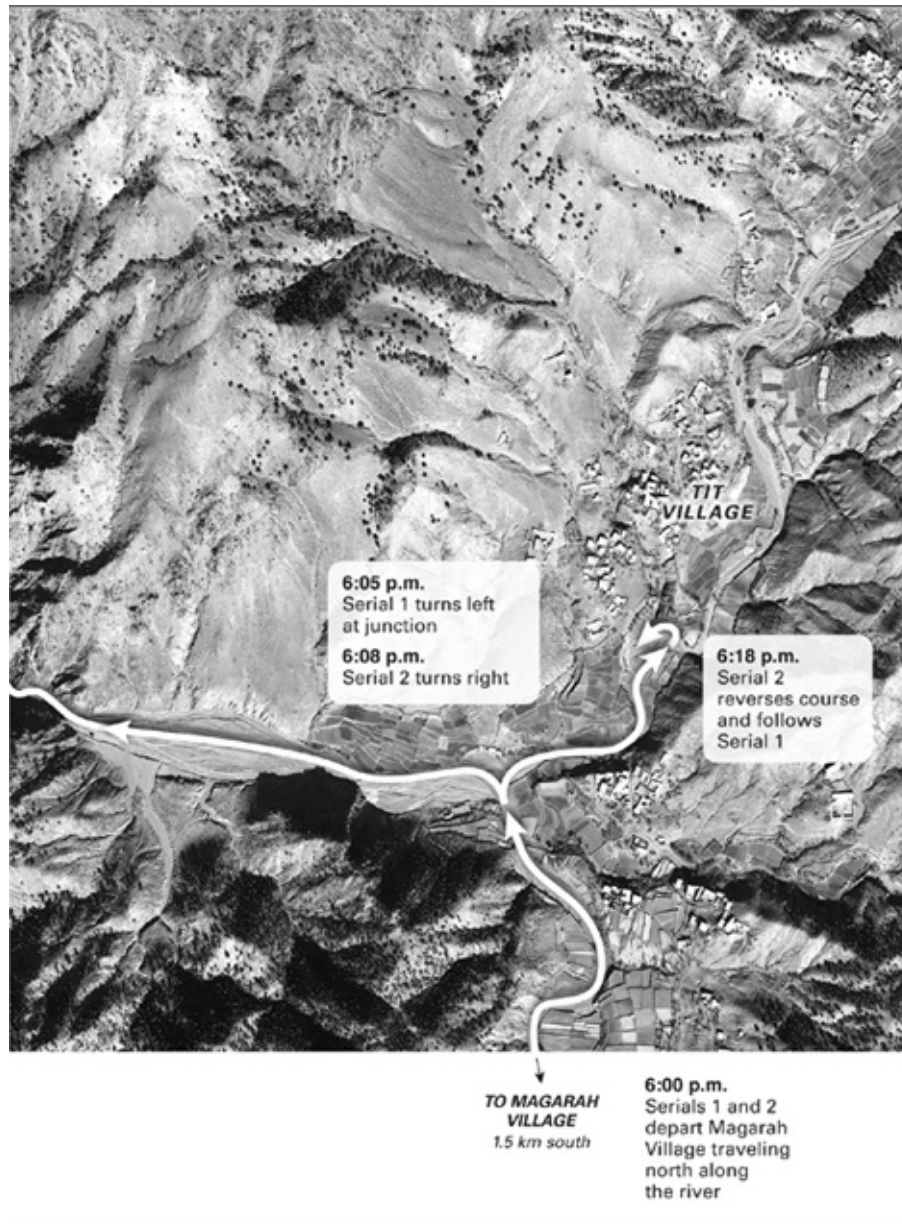 TIT
VILLAGE
6:05 p.m.
Serial 1 turns left
at junction
6:08 p.m.
Serial 2 turns right
6:18 p.m.
Serial 2
reverses course
and follows
Serial 1
TO MAGARAH
VILLAGE
1.5 km south
6:00 p.m.
Serials 1 and 2
depart Magarah
Village traveling
north along
the river